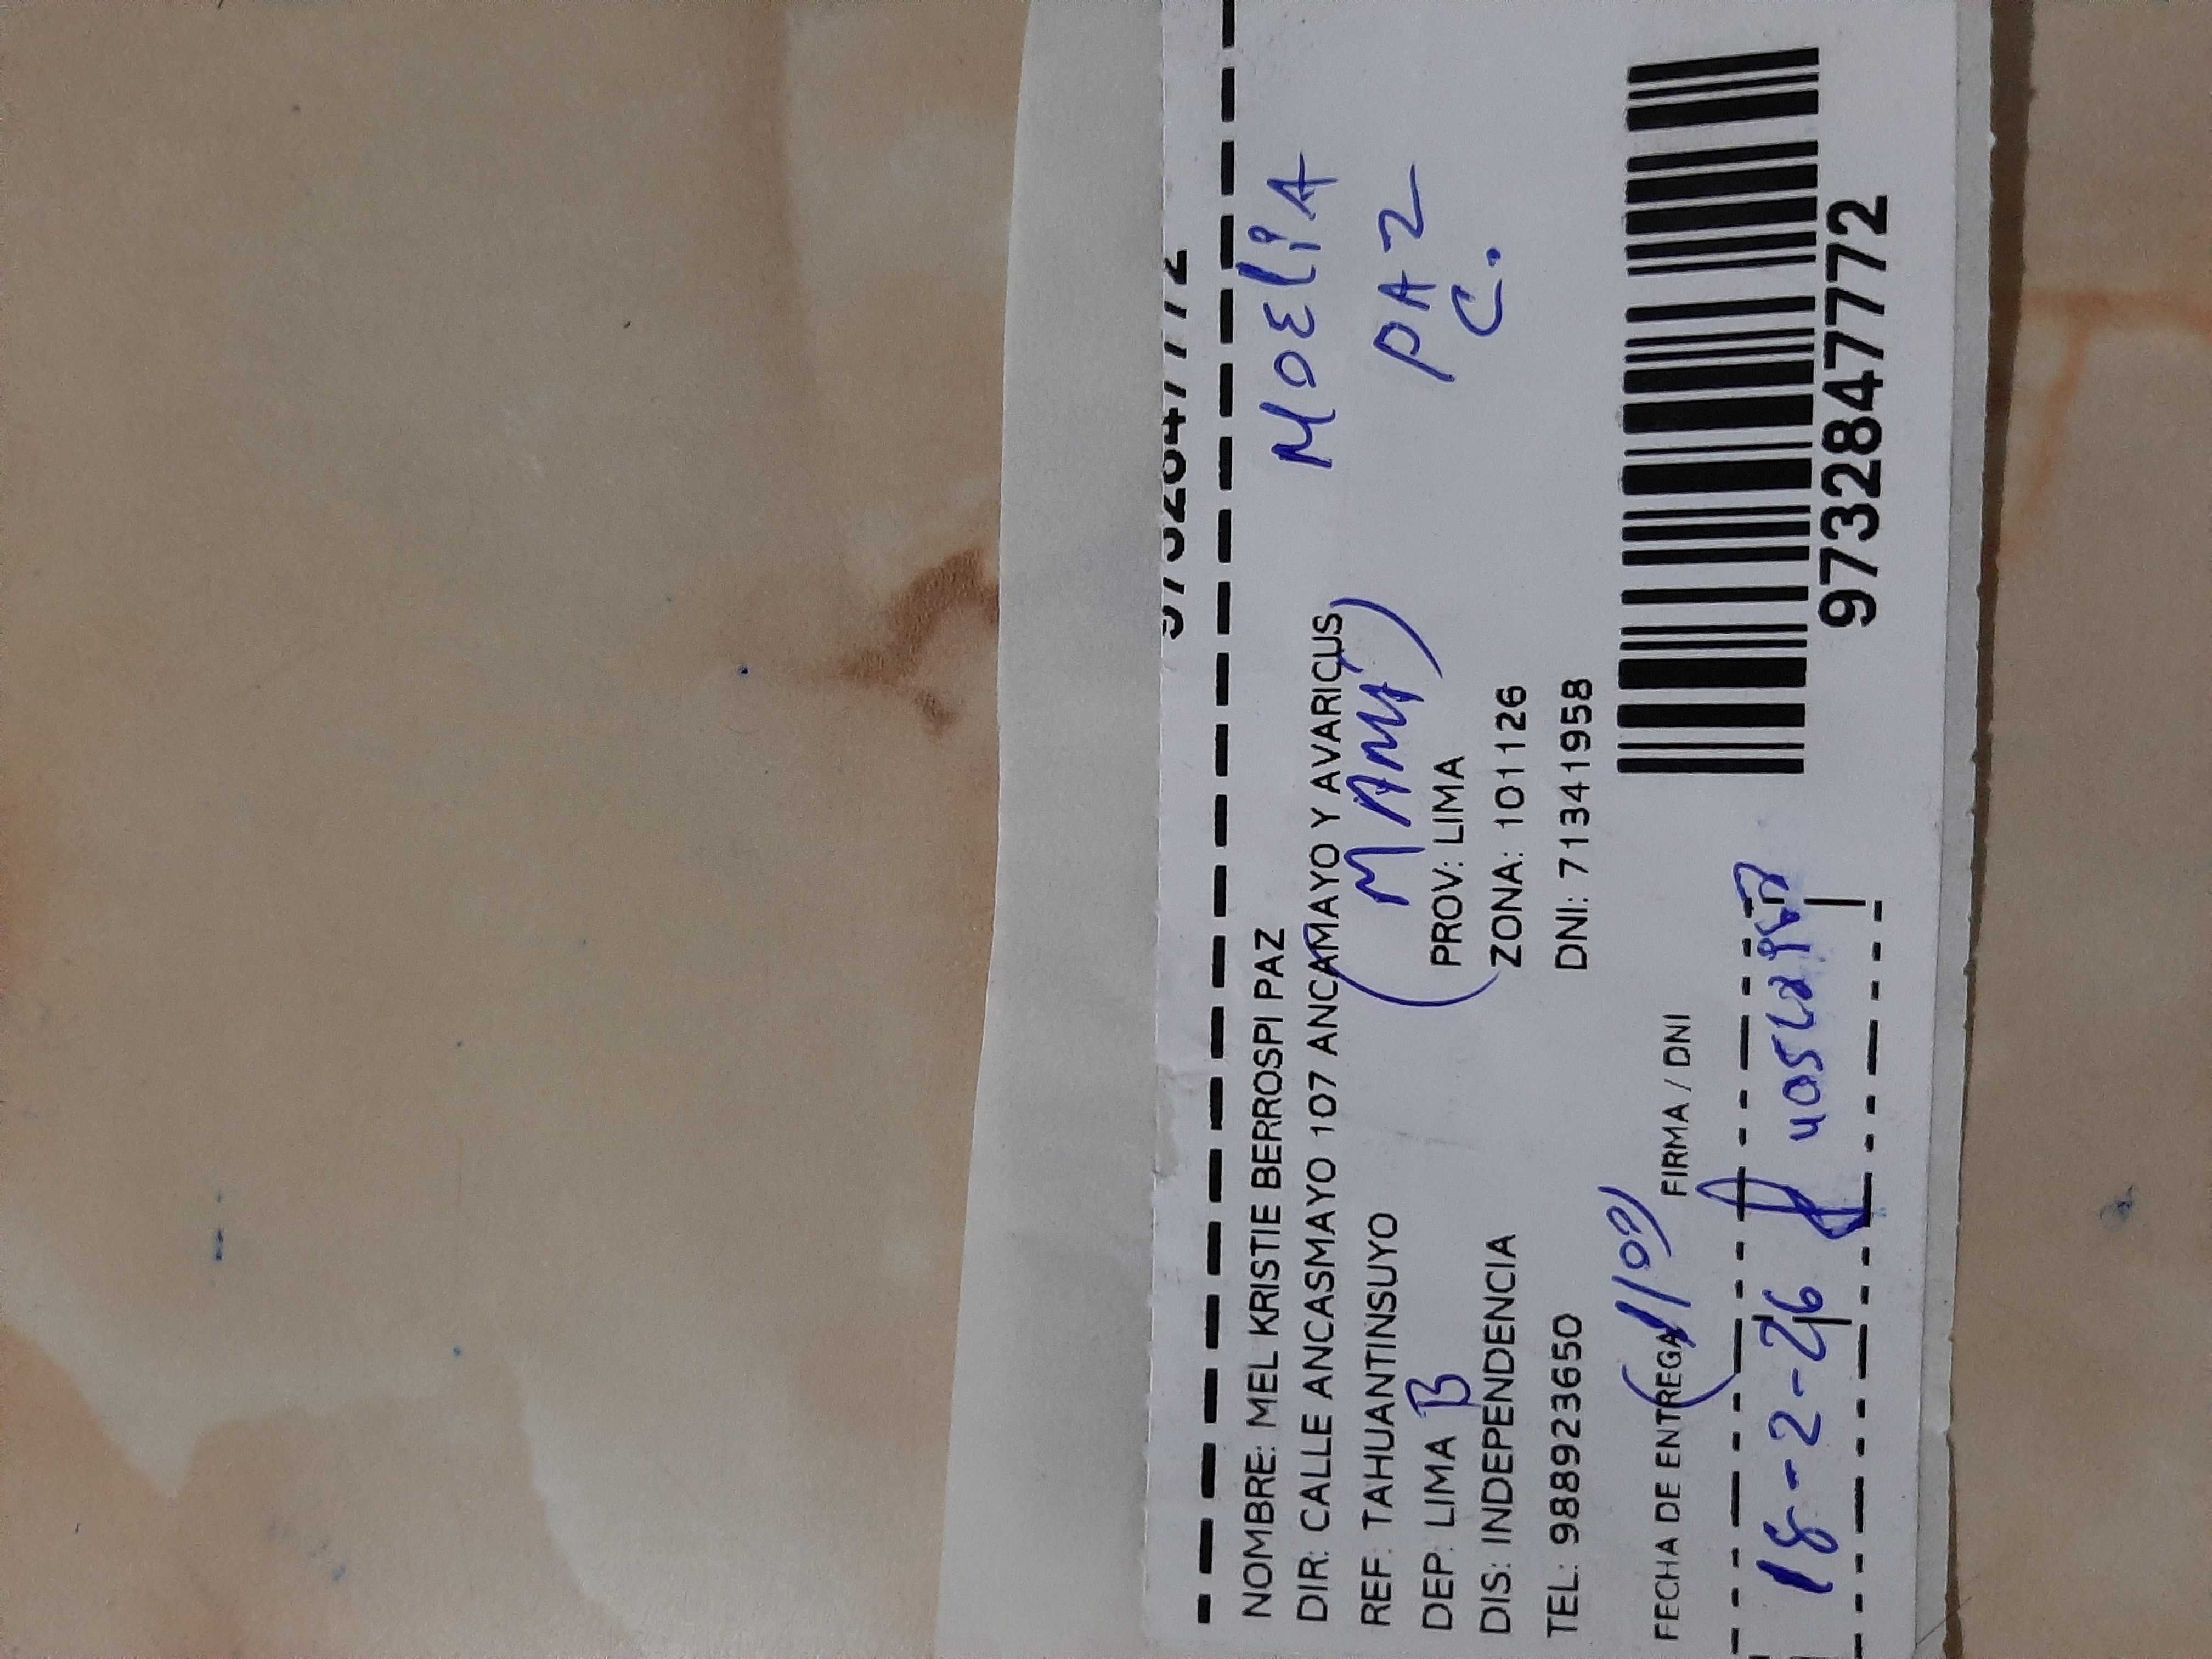 NOMBRE: MEL KRISTIE BERROSPI PAZ
DIR: CALLE ANCASMAYO 107 ANCAMAYO Y AVARICUS
REF: TAHUANTINSUYO
(MAMÁ)
DEP: LIMA B PROV: LIMA
DIS: INDEPENDENCIA ZONA: 101126
TEL: 988923650 DNI: 71341958
PAZ
C.
FECHA DE ENTREGA FIRMA / DNI
18-2-26
9732847772